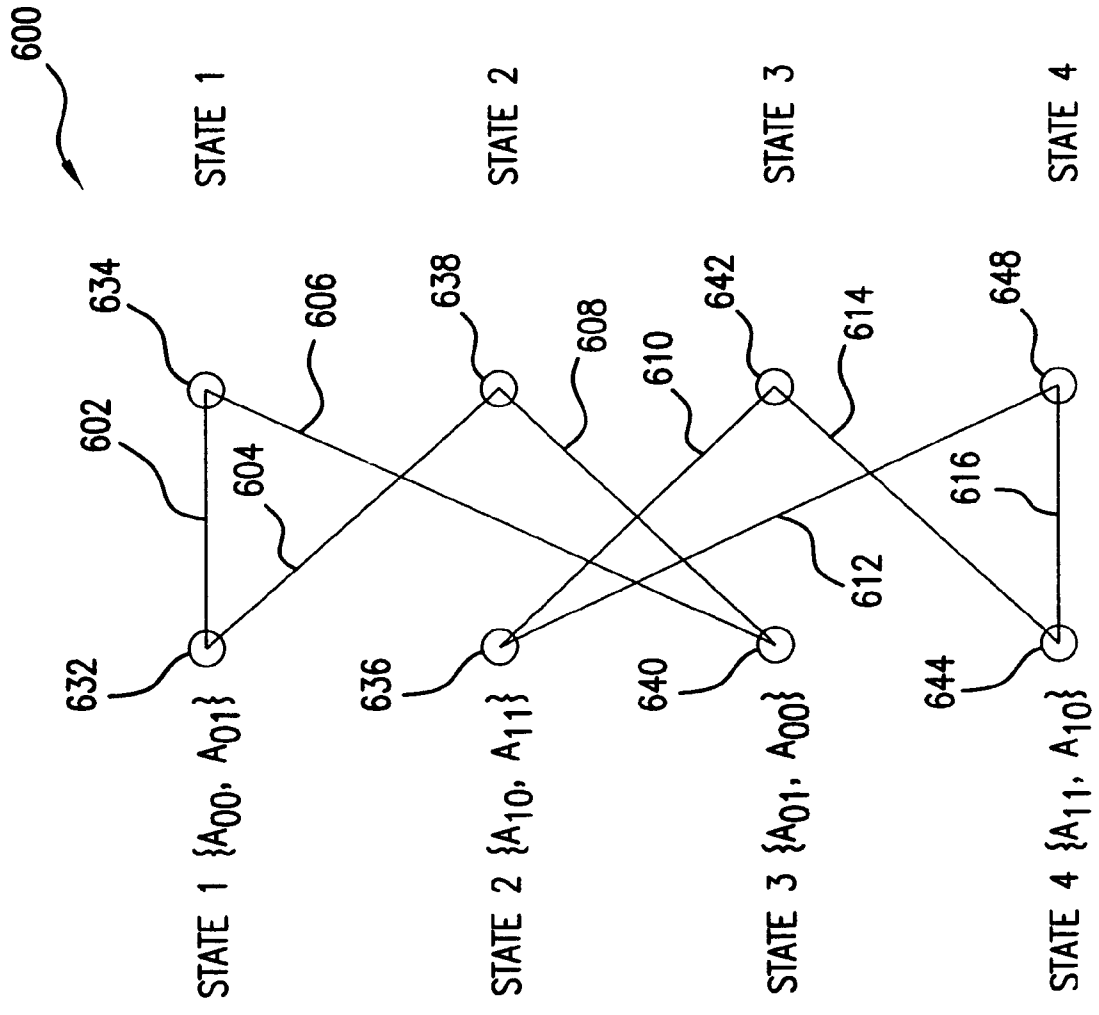 600
STATE 1 {A00, A01}
632
602
634
STATE 1
604
606
STATE 2 {A10, A11}
636
638
STATE 2
608
610
STATE 3 {A01, A00}
640
642
STATE 3
612
614
STATE 4 {A11, A10}
644
616
648
STATE 4